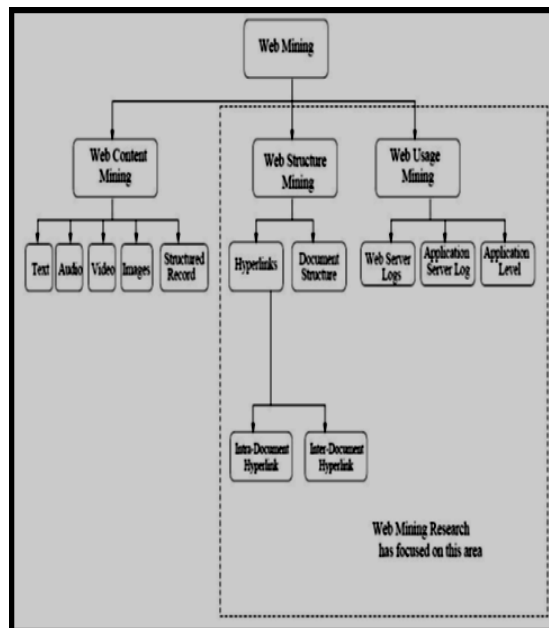 Web Mining
Web Content
Mining
Web Structure
Mining
Web Usage
Mining
Text
Audio
Video
Images
Structured
Record
Hyperlinks
Document
Structure
Web Server
Logs
Application
Server Log
Application
Level
Intra-Document
Hyperlink
Inter-Document
Hyperlink
Web Mining Research
has focused on this area